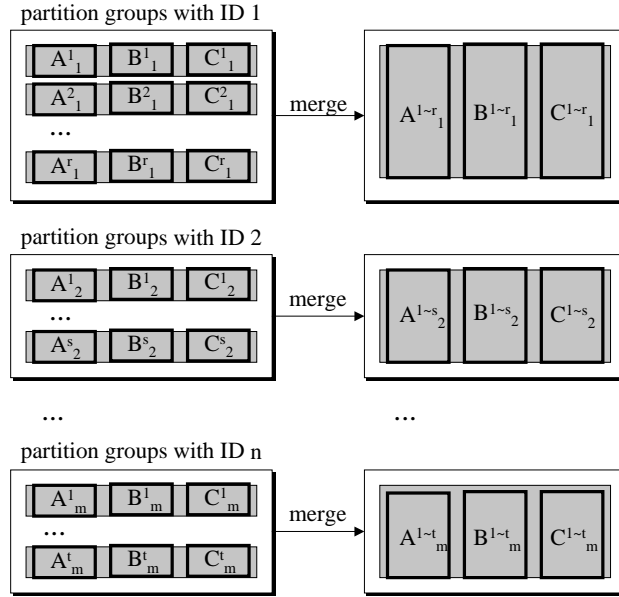 partition groups with ID 1
A¹₁ B¹₁ C¹₁
A²₁ B²₁ C²₁
...
Aʳ₁ Bʳ₁ Cʳ₁
merge
A¹~ʳ₁ B¹~ʳ₁ C¹~ʳ₁
partition groups with ID 2
A¹₂ B¹₂ C¹₂
...
Aˢ₂ Bˢ₂ Cˢ₂
merge
A¹~ˢ₂ B¹~ˢ₂ C¹~ˢ₂
... ...
partition groups with ID n
A¹ₘ B¹ₘ C¹ₘ
...
Aᵗₘ Bᵗₘ Cᵗₘ
merge
A¹~ᵗₘ B¹~ᵗₘ C¹~ᵗₘ